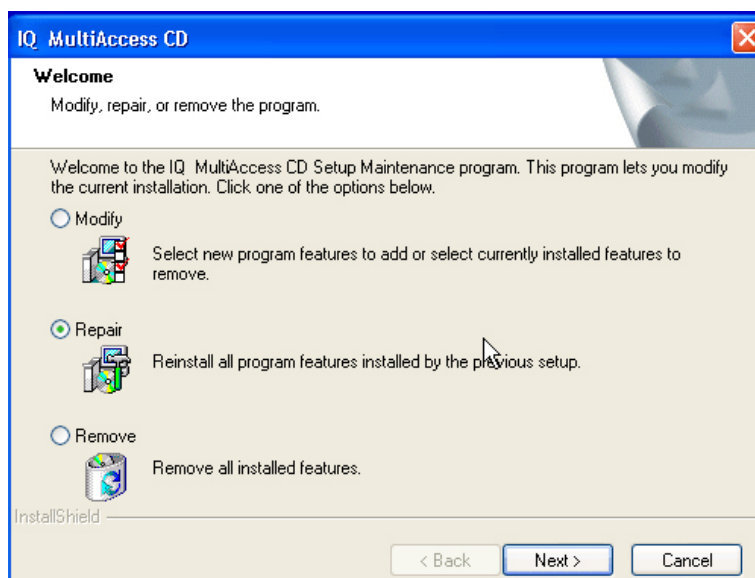 IQ MultiAccess CD
Welcome
Modify, repair, or remove the program.
Welcome to the IQ MultiAccess CD Setup Maintenance program. This program lets you modify
the current installation. Click one of the options below.
Modify
Select new program features to add or select currently installed features to
remove.
Repair
Reinstall all program features installed by the previous setup.
Remove
Remove all installed features.
InstallShield
< Back
Next >
Cancel